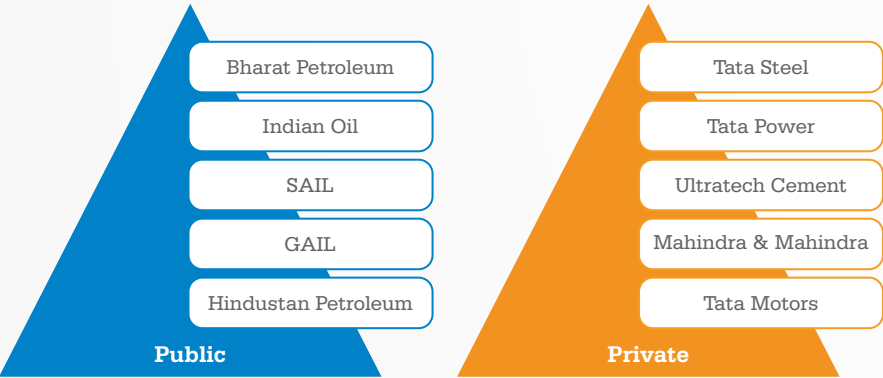 Bharat Petroleum
Indian Oil
SAIL
GAIL
Hindustan Petroleum
Public
Tata Steel
Tata Power
Ultratech Cement
Mahindra & Mahindra
Tata Motors
Private